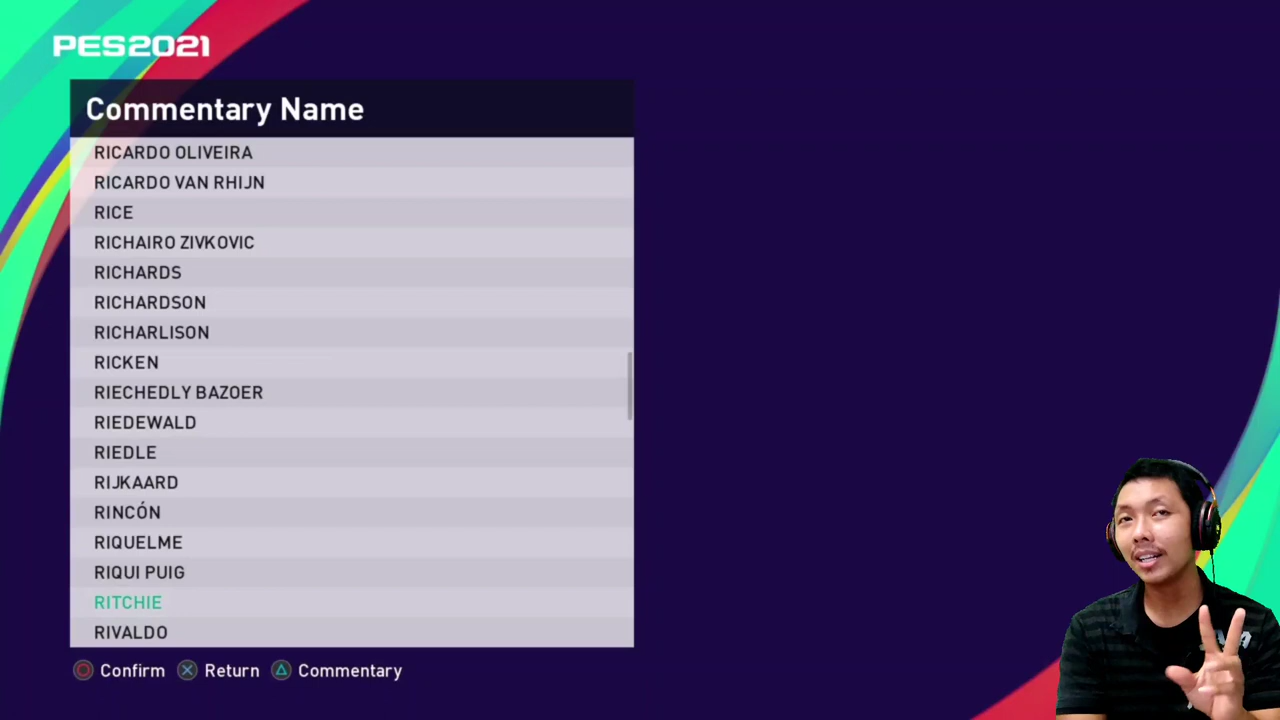 PES2021
Commentary Name
RICARDO OLIVEIRA
RICARDO VAN RHIJN
RICE
RICHAIRO ZIVKOVIC
RICHARDS
RICHARDSON
RICHARLISON
RICKEN
RIECHEDLY BAZOER
RIEDEWALD
RIEDLE
RIJKAARD
RINCÓN
RIQUELME
RIQUI PUIG
RITCHIE
RIVALDO
Confirm Return Commentary